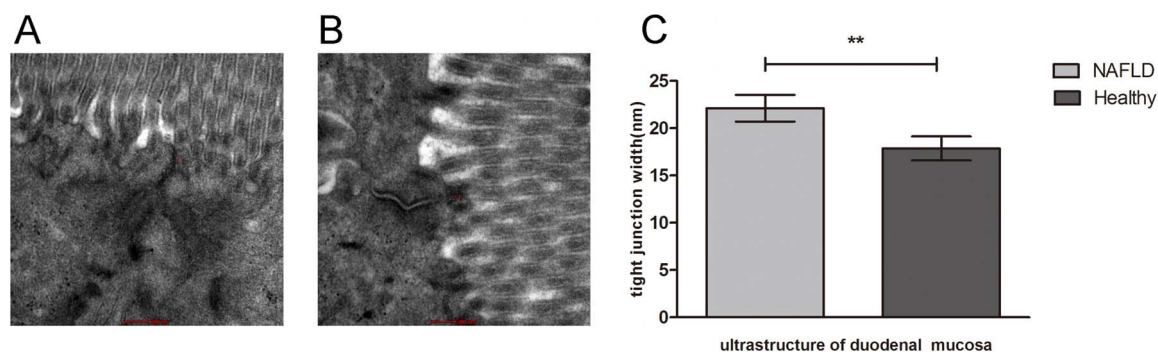 A
B
C
**
NAFLD
Healthy
tight junction width(nm)
25
20
15
10
5
0
ultrastructure of duodenal mucosa